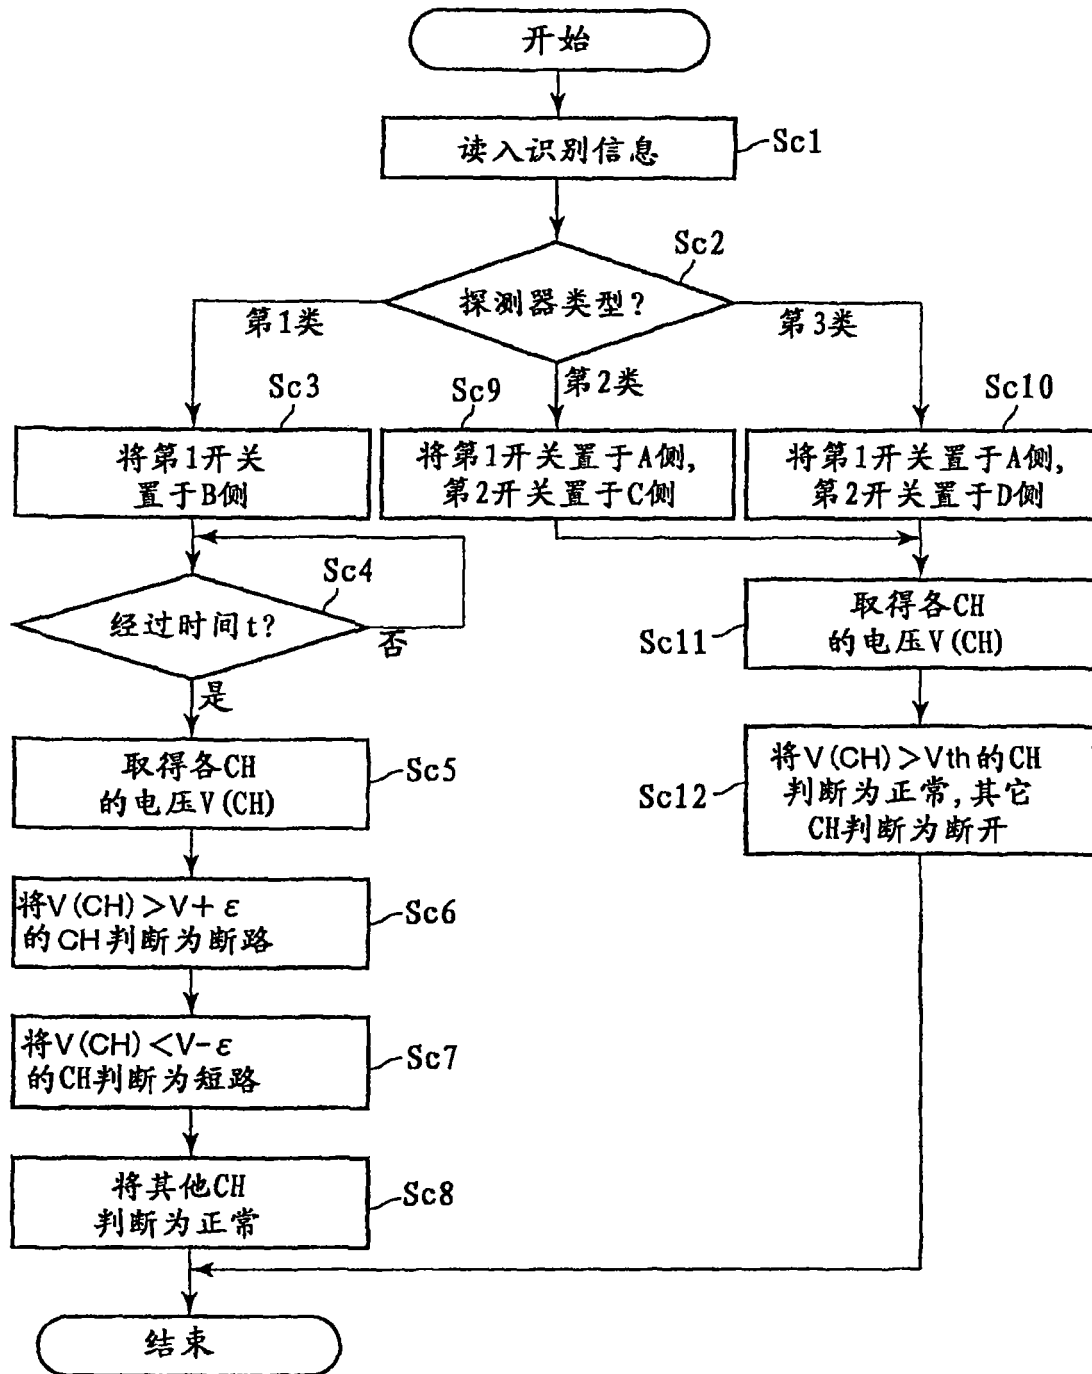 开始
读入识别信息
Sc1
Sc2
探测器类型?
第1类
第2类
第3类
Sc3
将第1开关
置于B侧
Sc9
将第1开关置于A侧,
第2开关置于C侧
Sc10
将第1开关置于A侧,
第2开关置于D侧
Sc4
经过时间t?
否
是
取得各CH
的电压V(CH)
Sc5
将V(CH)>V+ε
的CH判断为断路
Sc6
将V(CH)<V-ε
的CH判断为短路
Sc7
将其他CH
判断为正常
Sc8
取得各CH
的电压V(CH)
Sc11
将V(CH)>Vth的CH
判断为正常,其它
CH判断为断开
Sc12
结束